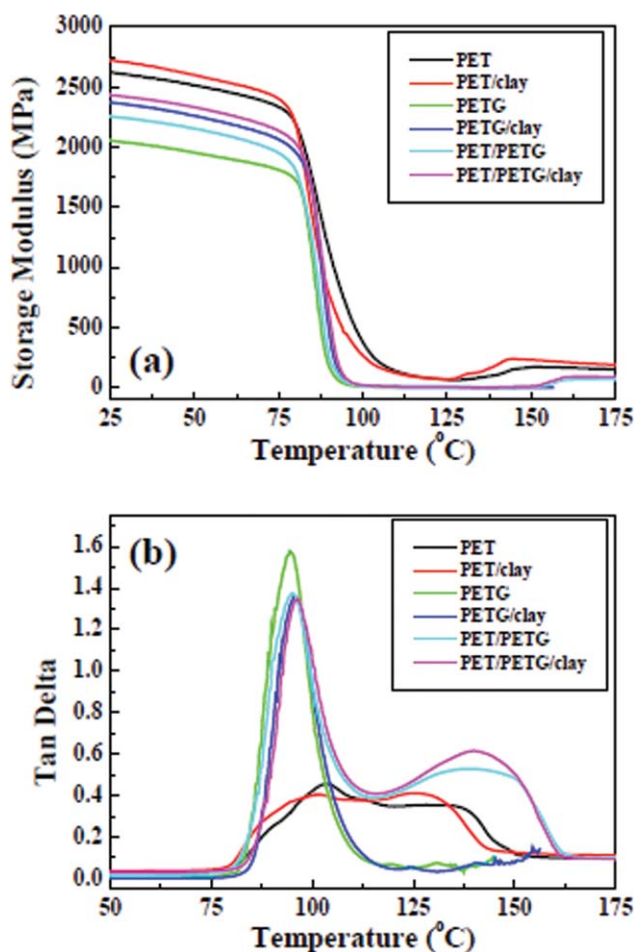 3000
2500
2000
1500
1000
500
0
Storage Modulus (MPa)
PET
PET/clay
PETG
PETG/clay
PET/PETG
PET/PETG/clay
(a)
25 50 75 100 125 150 175
Temperature (°C)
1.6
1.4
1.2
1.0
0.8
0.6
0.4
0.2
0.0
Tan Delta
(b)
PET
PET/clay
PETG
PETG/clay
PET/PETG
PET/PETG/clay
50 75 100 125 150 175
Temperature (°C)